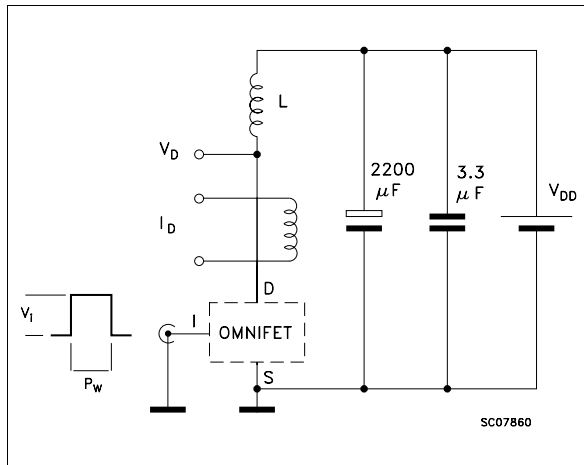 L
V_D
2200
µF
3.3
µF
V_DD
I_D
D
V_i
I
OMNIFET
S
P_W
SC07860